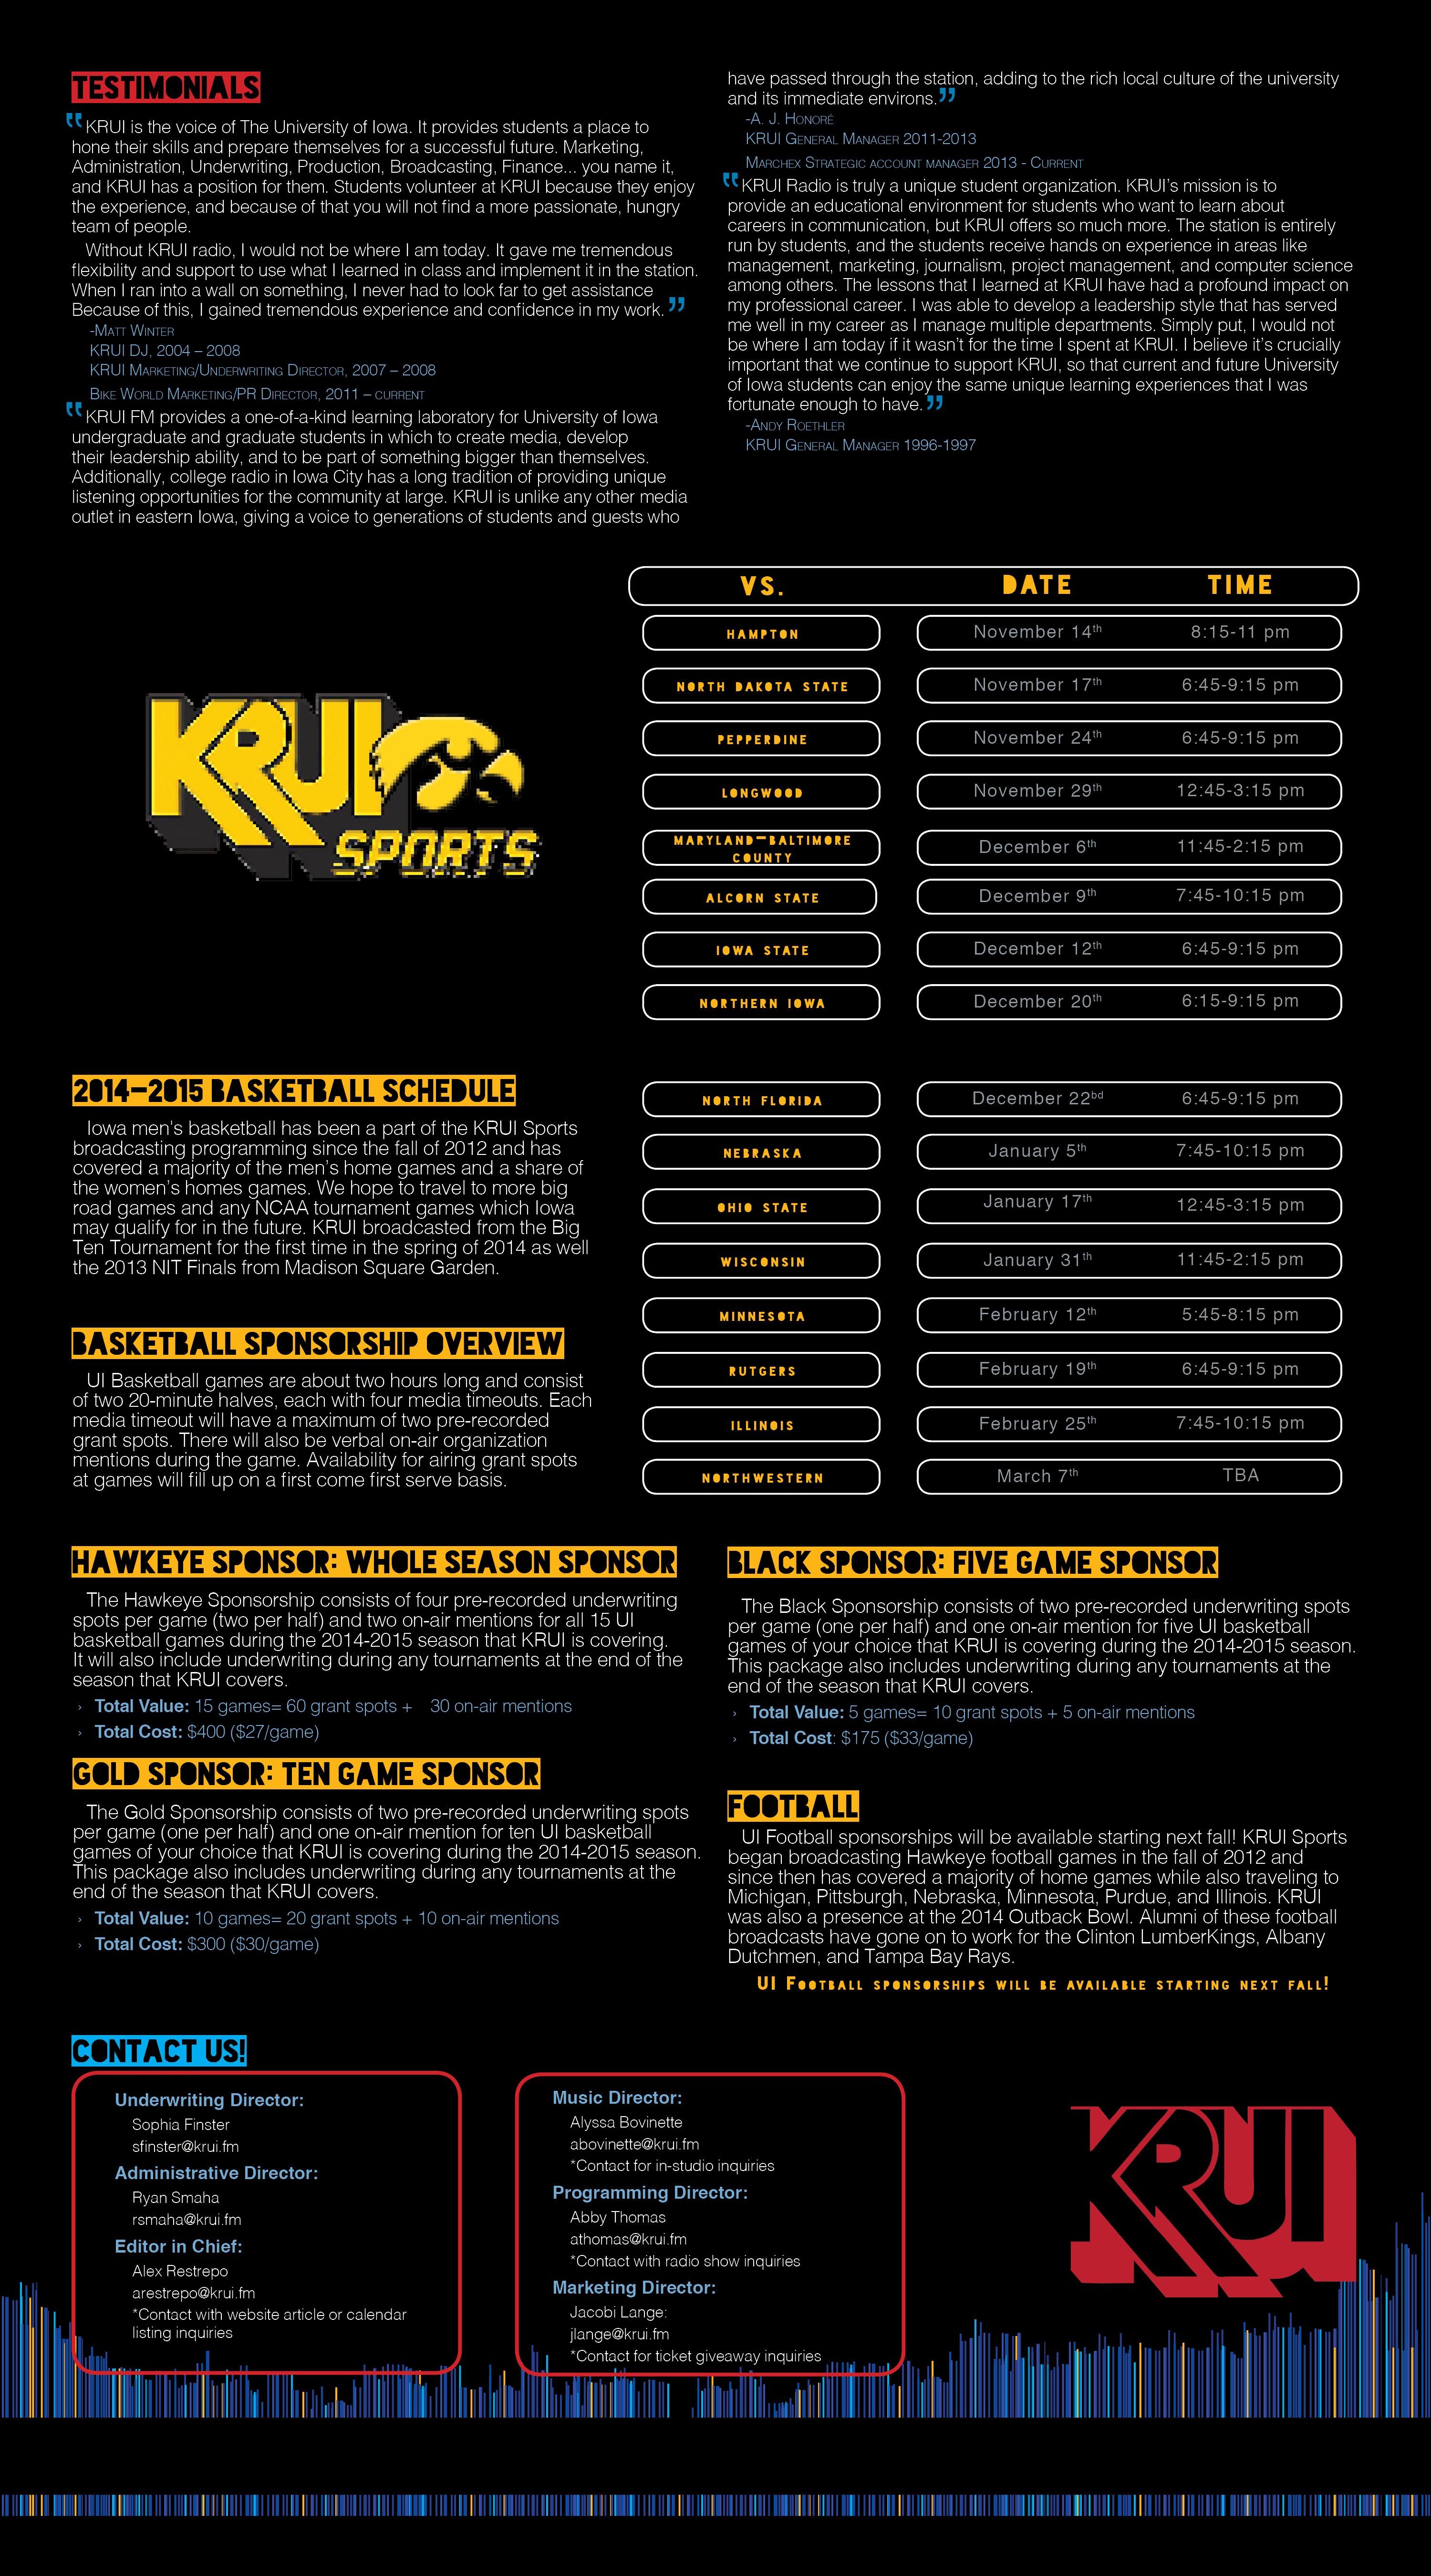 TESTIMONIALS
" KRUI is the voice of The University of Iowa. It provides students a place to
hone their skills and prepare themselves for a successful future. Marketing,
Administration, Underwriting, Production, Broadcasting, Finance... you name it,
and KRUI has a position for them. Students volunteer at KRUI because they enjoy
the experience, and because of that you will not find a more passionate, hungry
team of people.
Without KRUI radio, I would not be where I am today. It gave me tremendous
flexibility and support to use what I learned in class and implement it in the station.
When I ran into a wall on something, I never had to look far to get assistance
Because of this, I gained tremendous experience and confidence in my work. "
-Matt Winter
KRUI DJ, 2004 – 2008
KRUI Marketing/Underwriting Director, 2007 – 2008
Bike World Marketing/PR Director, 2011 – current
" KRUI FM provides a one-of-a-kind learning laboratory for University of Iowa
undergraduate and graduate students in which to create media, develop
their leadership ability, and to be part of something bigger than themselves.
Additionally, college radio in Iowa City has a long tradition of providing unique
listening opportunities for the community at large. KRUI is unlike any other media
outlet in eastern Iowa, giving a voice to generations of students and guests who
have passed through the station, adding to the rich local culture of the university
and its immediate environs. "
-A. J. Honoré
KRUI General Manager 2011-2013
Marchex Strategic account manager 2013 - Current
" KRUI Radio is truly a unique student organization. KRUI's mission is to
provide an educational environment for students who want to learn about
careers in communication, but KRUI offers so much more. The station is entirely
run by students, and the students receive hands on experience in areas like
management, marketing, journalism, project management, and computer science
among others. The lessons that I learned at KRUI have had a profound impact on
my professional career. I was able to develop a leadership style that has served
me well in my career as I manage multiple departments. Simply put, I would not
be where I am today if it wasn't for the time I spent at KRUI. I believe it's crucially
important that we continue to support KRUI, so that current and future University
of Iowa students can enjoy the same unique learning experiences that I was
fortunate enough to have. "
-Andy Roethler
KRUI General Manager 1996-1997
KRUI
SPORTS
VS. DATE TIME
HAMPTON November 14th 8:15-11 pm
NORTH DAKOTA STATE November 17th 6:45-9:15 pm
PEPPERDINE November 24th 6:45-9:15 pm
LONGWOOD November 29th 12:45-3:15 pm
MARYLAND-BALTIMORE
COUNTY December 6th 11:45-2:15 pm
ALCORN STATE December 9th 7:45-10:15 pm
IOWA STATE December 12th 6:45-9:15 pm
NORTHERN IOWA December 20th 6:15-9:15 pm
NORTH FLORIDA December 22bd 6:45-9:15 pm
NEBRASKA January 5th 7:45-10:15 pm
OHIO STATE January 17th 12:45-3:15 pm
WISCONSIN January 31th 11:45-2:15 pm
MINNESOTA February 12th 5:45-8:15 pm
RUTGERS February 19th 6:45-9:15 pm
ILLINOIS February 25th 7:45-10:15 pm
NORTHWESTERN March 7th TBA
2014-2015 BASKETBALL SCHEDULE
Iowa men's basketball has been a part of the KRUI Sports
broadcasting programming since the fall of 2012 and has
covered a majority of the men's home games and a share of
the women's homes games. We hope to travel to more big
road games and any NCAA tournament games which Iowa
may qualify for in the future. KRUI broadcasted from the Big
Ten Tournament for the first time in the spring of 2014 as well
the 2013 NIT Finals from Madison Square Garden.
BASKETBALL SPONSORSHIP OVERVIEW
UI Basketball games are about two hours long and consist
of two 20-minute halves, each with four media timeouts. Each
media timeout will have a maximum of two pre-recorded
grant spots. There will also be verbal on-air organization
mentions during the game. Availability for airing grant spots
at games will fill up on a first come first serve basis.
HAWKEYE SPONSOR: WHOLE SEASON SPONSOR
The Hawkeye Sponsorship consists of four pre-recorded underwriting
spots per game (two per half) and two on-air mentions for all 15 UI
basketball games during the 2014-2015 season that KRUI is covering.
It will also include underwriting during any tournaments at the end of the
season that KRUI covers.
› Total Value: 15 games= 60 grant spots + 30 on-air mentions
› Total Cost: $400 ($27/game)
GOLD SPONSOR: TEN GAME SPONSOR
The Gold Sponsorship consists of two pre-recorded underwriting spots
per game (one per half) and one on-air mention for ten UI basketball
games of your choice that KRUI is covering during the 2014-2015 season.
This package also includes underwriting during any tournaments at the
end of the season that KRUI covers.
› Total Value: 10 games= 20 grant spots + 10 on-air mentions
› Total Cost: $300 ($30/game)
BLACK SPONSOR: FIVE GAME SPONSOR
The Black Sponsorship consists of two pre-recorded underwriting spots
per game (one per half) and one on-air mention for five UI basketball
games of your choice that KRUI is covering during the 2014-2015 season.
This package also includes underwriting during any tournaments at the
end of the season that KRUI covers.
› Total Value: 5 games= 10 grant spots + 5 on-air mentions
› Total Cost: $175 ($33/game)
FOOTBALL
UI Football sponsorships will be available starting next fall! KRUI Sports
began broadcasting Hawkeye football games in the fall of 2012 and
since then has covered a majority of home games while also traveling to
Michigan, Pittsburgh, Nebraska, Minnesota, Purdue, and Illinois. KRUI
was also a presence at the 2014 Outback Bowl. Alumni of these football
broadcasts have gone on to work for the Clinton LumberKings, Albany
Dutchmen, and Tampa Bay Rays.
UI Football sponsorships will be available starting next fall!
CONTACT US!
Underwriting Director:
Sophia Finster
sfinster@krui.fm
Administrative Director:
Ryan Smaha
rsmaha@krui.fm
Editor in Chief:
Alex Restrepo
arestrepo@krui.fm
*Contact with website article or calendar
listing inquiries
Music Director:
Alyssa Bovinette
abovinette@krui.fm
*Contact for in-studio inquiries
Programming Director:
Abby Thomas
athomas@krui.fm
*Contact with radio show inquiries
Marketing Director:
Jacobi Lange:
jlange@krui.fm
*Contact for ticket giveaway inquiries
KRUI